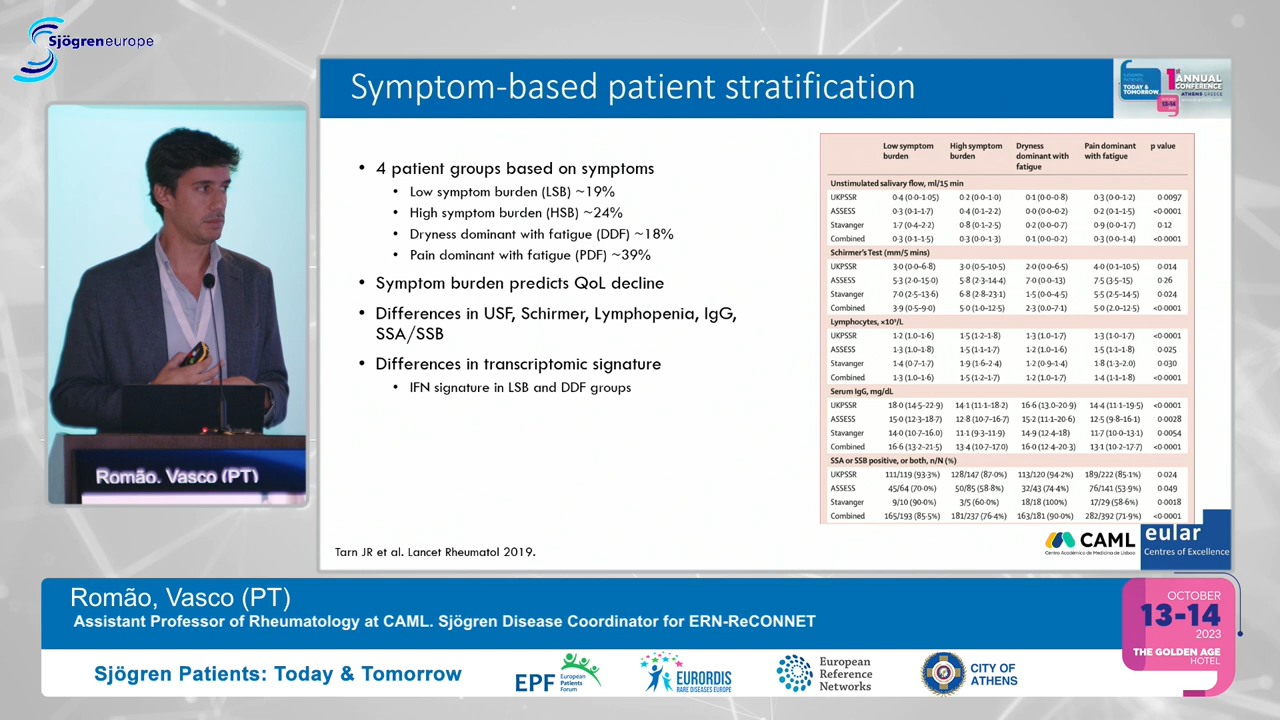 Sjögreneurope
Symptom-based patient stratification
SJÖGREN
PATIENTS
TODAY &
TOMORROW
1st ANNUAL
CONFERENCE
ATHENS GREECE
OCTOBER
13-14
• 4 patient groups based on symptoms
• Low symptom burden (LSB) ~19%
• High symptom burden (HSB) ~24%
• Dryness dominant with fatigue (DDF) ~18%
• Pain dominant with fatigue (PDF) ~39%
• Symptom burden predicts QoL decline
• Differences in USF, Schirmer, Lymphopenia, IgG,
SSA/SSB
• Differences in transcriptomic signature
• IFN signature in LSB and DDF groups
Low symptom burden High symptom burden Dryness dominant with fatigue Pain dominant with fatigue p value
Unstimulated salivary flow, ml/15 min
UKPSSR 0·4 (0·0–1·05) 0·2 (0·0–1·0) 0·1 (0·0–0·8) 0·3 (0·0–1·2) 0·0097
ASSESS 0·3 (0·1–1·7) 0·4 (0·1–2·2) 0·0 (0·0–0·2) 0·2 (0·1–1·5) <0·0001
Stavanger 1·7 (0·4–2·2) 0·8 (0·1–2·5) 0·2 (0·0–0·7) 0·9 (0·0–1·7) 0·12
Combined 0·3 (0·1–1·5) 0·3 (0·0–1·3) 0·1 (0·0–0·2) 0·3 (0·0–1·4) <0·0001
Schirmer's Test (mm/5 mins)
UKPSSR 3·0 (0·0–6·8) 3·0 (0·5–10·5) 2·0 (0·0–6·5) 4·0 (0·1–10·5) 0·014
ASSESS 5·3 (2·0–15·0) 5·8 (2·3–14·4) 7·0 (0·0–13) 7·5 (3·5–15) 0·26
Stavanger 7·0 (2·5–13·6) 6·8 (2·8–23·1) 1·5 (0·0–4·5) 5·5 (2·5–14·5) 0·024
Combined 3·9 (0·5–9·0) 5·0 (1·0–12·5) 2·3 (0·0–7·1) 5·0 (2·0–12·5) <0·0001
Lymphocytes, ×10⁹/L
UKPSSR 1·2 (1·0–1·6) 1·5 (1·2–1·8) 1·3 (1·0–1·7) 1·3 (1·0–1·7) <0·0001
ASSESS 1·3 (1·0–1·8) 1·5 (1·1–1·7) 1·2 (1·0–1·6) 1·5 (1·1–1·8) 0·025
Stavanger 1·4 (0·7–1·7) 1·9 (1·6–2·4) 1·2 (0·9–1·4) 1·8 (1·3–2·0) 0·030
Combined 1·3 (1·0–1·6) 1·5 (1·2–1·7) 1·2 (1·0–1·7) 1·4 (1·1–1·8) <0·0001
Serum IgG, mg/dL
UKPSSR 18·0 (14·5–22·9) 14·1 (11·1–18·2) 16·6 (13·0–20·9) 14·4 (11·1–19·5) <0·0001
ASSESS 15·0 (12·3–18·7) 12·8 (10·7–16·7) 15·2 (11·1–20·6) 12·5 (9·8–16·1) 0·0028
Stavanger 14·0 (10·7–16·0) 11·1 (9·3–11·9) 14·9 (12·4–18) 11·7 (10·0–13·1) 0·0054
Combined 16·6 (13·2–21·5) 13·4 (10·7–17·0) 16·0 (12·4–20·3) 13·1 (10·2–17·7) <0·0001
SSA or SSB positive, or both, n/N (%)
UKPSSR 111/119 (93·3%) 128/147 (87·0%) 113/120 (94·2%) 189/222 (85·1%) 0·024
ASSESS 45/64 (70·0%) 50/85 (58·8%) 32/43 (74·4%) 76/141 (53·9%) 0·049
Stavanger 9/10 (90·0%) 3/5 (60·0%) 18/18 (100%) 17/29 (58·6%) 0·0018
Combined 165/193 (85·5%) 181/237 (76·4%) 163/181 (90·0%) 282/392 (71·9%) <0·0001
Tarn JR et al. Lancet Rheumatol 2019.
CAML
Centro Académico de Medicina de Lisboa
eular
Centres of Excellence
Romão. Vasco (PT)
Romão, Vasco (PT)
Assistant Professor of Rheumatology at CAML. Sjögren Disease Coordinator for ERN-ReCONNET
OCTOBER
13-14
2023
THE GOLDEN AGE
HOTEL
Sjögren Patients: Today & Tomorrow
EPF
European
Patients
Forum
EURORDIS
RARE DISEASES EUROPE
European
Reference
Networks
CITY OF
ATHENS